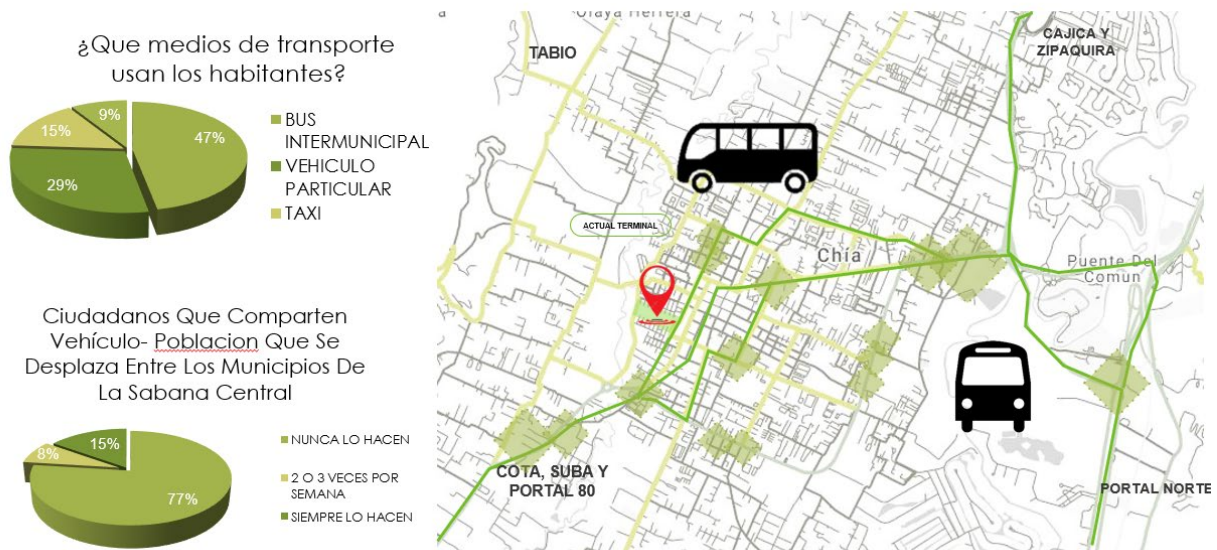 ¿Que medios de transporte
usan los habitantes?
9%
15%
47%
29%
BUS
INTERMUNICIPAL
VEHICULO
PARTICULAR
TAXI
Ciudadanos Que Comparten
Vehículo- Poblacion Que Se
Desplaza Entre Los Municipios De
La Sabana Central
15%
8%
77%
NUNCA LO HACEN
2 O 3 VECES POR
SEMANA
SIEMPRE LO HACEN
a
Olaya Herrera
CAJICA Y
ZIPAQUIRA
TABIO
ACTUAL TERMINAL
Chía
Puente Del
Comun
COTA, SUBA Y
PORTAL 80
PORTAL NORTE